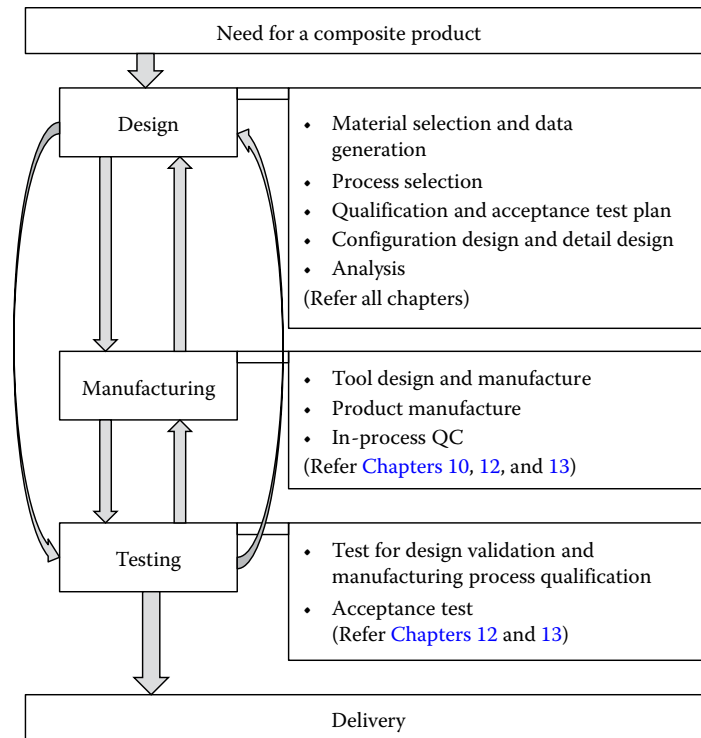 Need for a composite product
Design
• Material selection and data
generation
• Process selection
• Qualification and acceptance test plan
• Configuration design and detail design
• Analysis
(Refer all chapters)
Manufacturing
• Tool design and manufacture
• Product manufacture
• In-process QC
(Refer Chapters 10, 12, and 13)
Testing
• Test for design validation and
manufacturing process qualification
• Acceptance test
(Refer Chapters 12 and 13)
Delivery